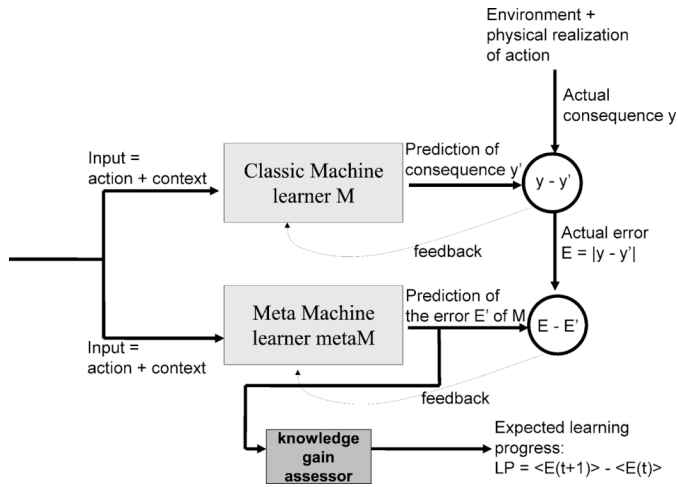 Environment +
physical realization
of action
Actual
consequence y
Input =
action + context
Classic Machine
learner M
Prediction of
consequence y'
y - y'
feedback
Actual error
E = |y - y'|
Input =
action + context
Meta Machine
learner metaM
Prediction of
the error E' of M
E - E'
feedback
knowledge
gain
assessor
Expected learning
progress:
LP = <E(t+1)> - <E(t)>